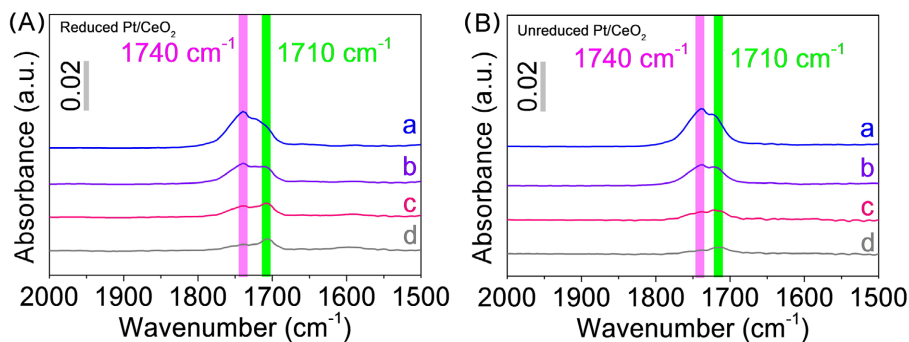 (A)
Reduced Pt/CeO₂
1740 cm⁻¹
1710 cm⁻¹
0.02
Absorbance (a.u.)
a
b
c
d
2000 1900 1800 1700 1600 1500
Wavenumber (cm⁻¹)
(B)
Unreduced Pt/CeO₂
1740 cm⁻¹
1710 cm⁻¹
0.02
Absorbance (a.u.)
a
b
c
d
2000 1900 1800 1700 1600 1500
Wavenumber (cm⁻¹)